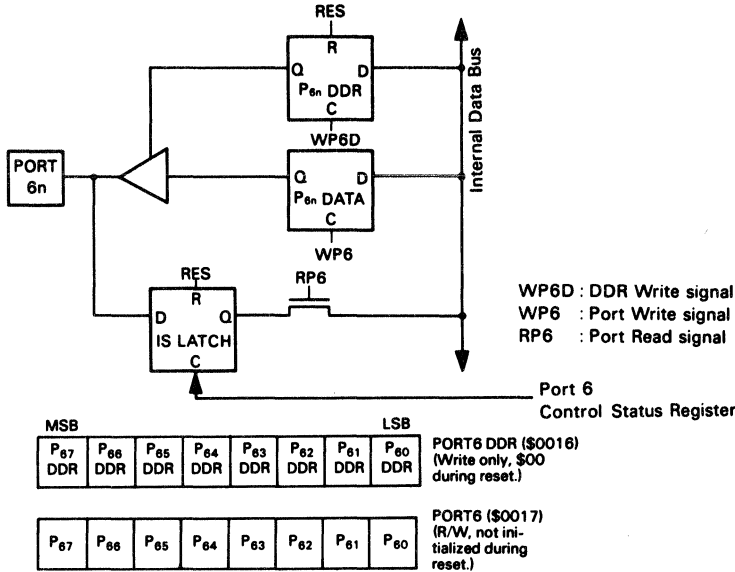 RES
R
Q
D
P6n DDR
C
WP6D
Internal Data Bus
PORT
6n
Q
D
P6n DATA
C
WP6
RES
R
D
Q
IS LATCH
C
RP6
WP6D : DDR Write signal
WP6 : Port Write signal
RP6 : Port Read signal
Port 6
Control Status Register
MSB
LSB
P67 DDR
P66 DDR
P65 DDR
P64 DDR
P63 DDR
P62 DDR
P61 DDR
P60 DDR
PORT6 DDR ($0016)
(Write only, $00
during reset.)
P67
P66
P65
P64
P63
P62
P61
P60
PORT6 ($0017)
(R/W, not ini-
tialized during
reset.)